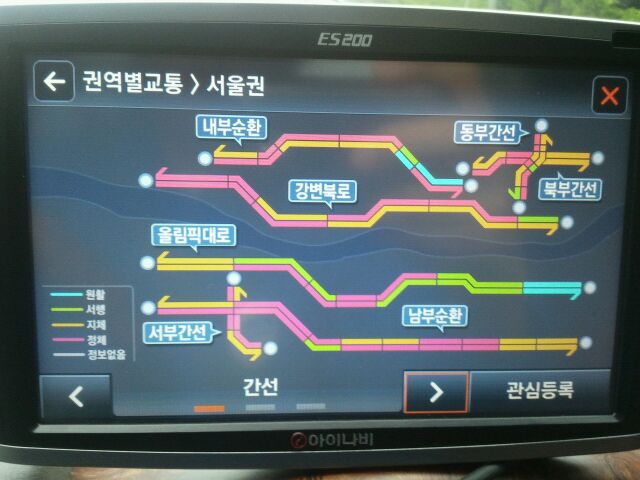 ES200
권역별교통 > 서울권
내부순환
동부간선
강변북로
북부간선
올림픽대로
원활
서행
지체
정체
정보없음
서부간선
남부순환
간선
관심등록
아이나비